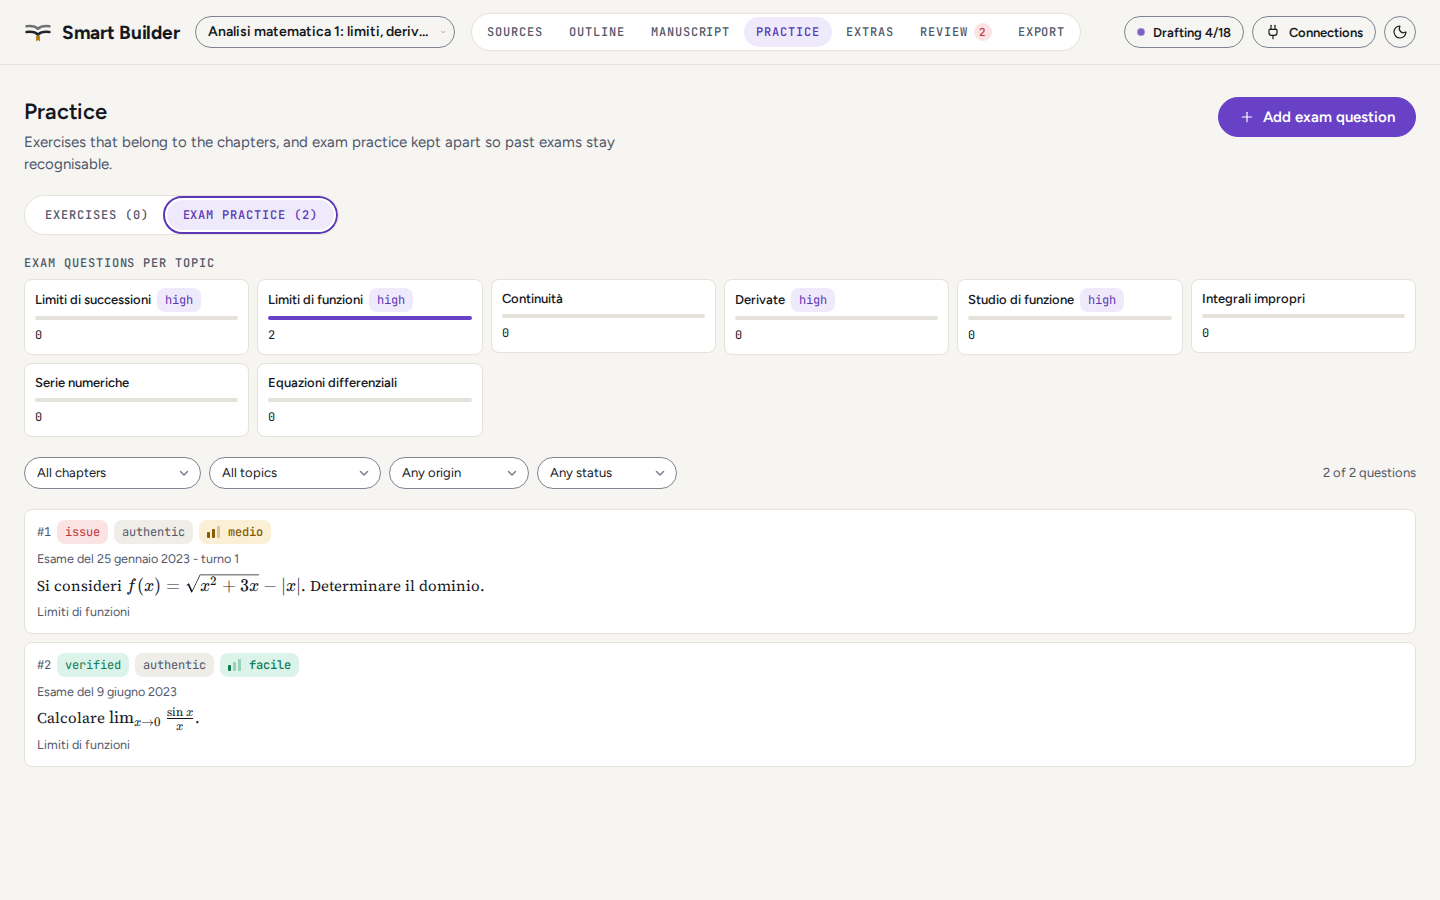 Smart Builder
Analisi matematica 1: limiti, deriv...
SOURCES
OUTLINE
MANUSCRIPT
PRACTICE
EXTRAS
REVIEW 2
EXPORT
Drafting 4/18
Connections
Practice
+ Add exam question
Exercises that belong to the chapters, and exam practice kept apart so past exams stay
recognisable.
EXERCISES (0)
EXAM PRACTICE (2)
EXAM QUESTIONS PER TOPIC
Limiti di successioni high
0
Limiti di funzioni high
2
Continuità
0
Derivate high
0
Studio di funzione high
0
Integrali impropri
0
Serie numeriche
0
Equazioni differenziali
0
All chapters
All topics
Any origin
Any status
2 of 2 questions
#1 issue authentic medio
Esame del 25 gennaio 2023 - turno 1
Si consideri f(x) = √(x² + 3x) − |x|. Determinare il dominio.
Limiti di funzioni
#2 verified authentic facile
Esame del 9 giugno 2023
Calcolare lim x→0 sin x / x.
Limiti di funzioni